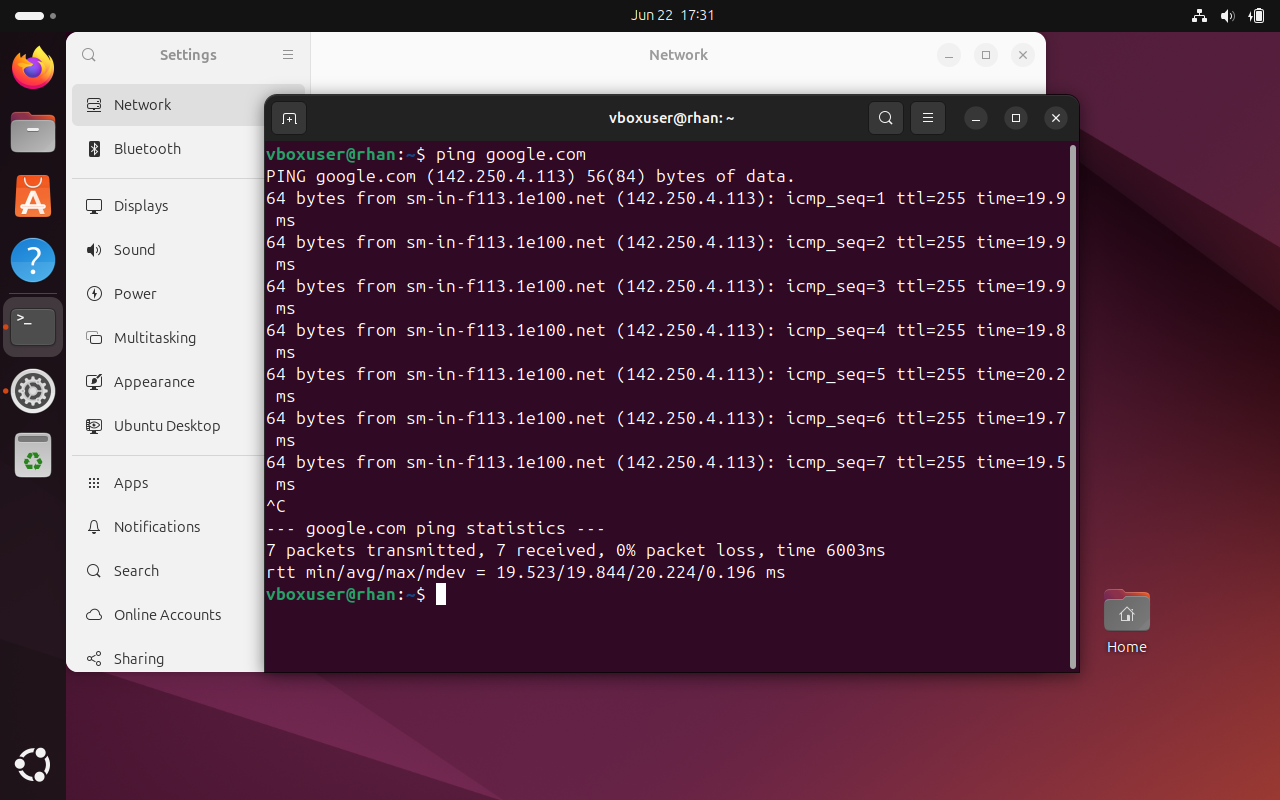 Jun 22 17:31
Settings
Network
Network
Bluetooth
Displays
Sound
Power
Multitasking
Appearance
Ubuntu Desktop
Apps
Notifications
Search
Online Accounts
Sharing
vboxuser@rhan: ~
vboxuser@rhan:~$ ping google.com
PING google.com (142.250.4.113) 56(84) bytes of data.
64 bytes from sm-in-f113.1e100.net (142.250.4.113): icmp_seq=1 ttl=255 time=19.9
ms
64 bytes from sm-in-f113.1e100.net (142.250.4.113): icmp_seq=2 ttl=255 time=19.9
ms
64 bytes from sm-in-f113.1e100.net (142.250.4.113): icmp_seq=3 ttl=255 time=19.9
ms
64 bytes from sm-in-f113.1e100.net (142.250.4.113): icmp_seq=4 ttl=255 time=19.8
ms
64 bytes from sm-in-f113.1e100.net (142.250.4.113): icmp_seq=5 ttl=255 time=20.2
ms
64 bytes from sm-in-f113.1e100.net (142.250.4.113): icmp_seq=6 ttl=255 time=19.7
ms
64 bytes from sm-in-f113.1e100.net (142.250.4.113): icmp_seq=7 ttl=255 time=19.5
ms
^C
--- google.com ping statistics ---
7 packets transmitted, 7 received, 0% packet loss, time 6003ms
rtt min/avg/max/mdev = 19.523/19.844/20.224/0.196 ms
vboxuser@rhan:~$
Home